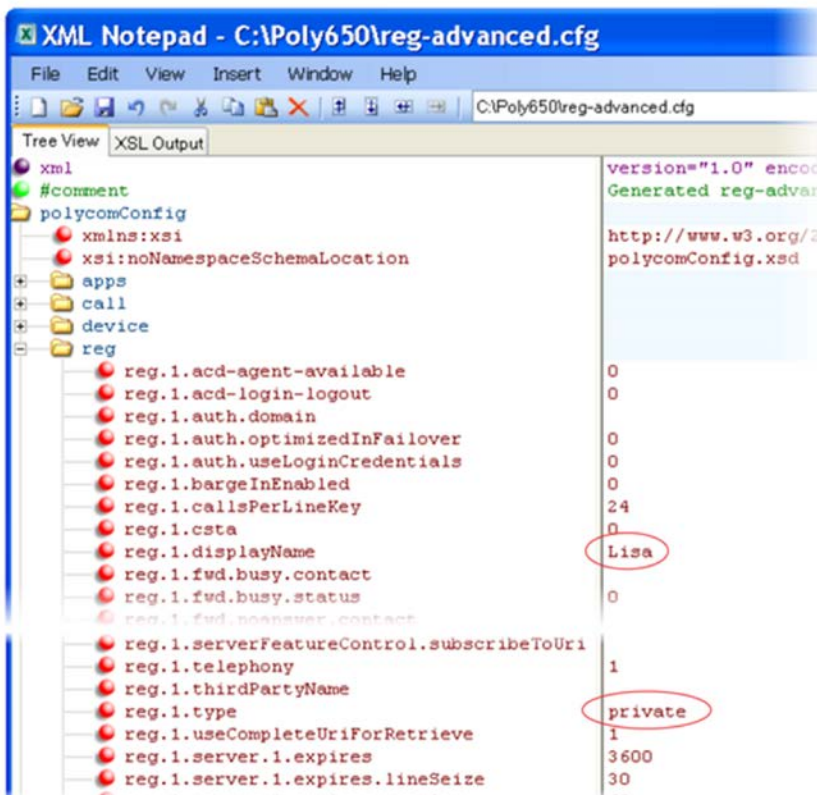 XML Notepad - C:\Poly650\reg-advanced.cfg
File Edit View Insert Window Help
C:\Poly650\reg-advanced.cfg
Tree View XSL Output
xml version="1.0" encod
#comment Generated reg-advan
polycomConfig
xmlns:xsi http://www.w3.org/2
xsi:noNamespaceSchemaLocation polycomConfig.xsd
apps
call
device
reg
reg.1.acd-agent-available 0
reg.1.acd-login-logout 0
reg.1.auth.domain
reg.1.auth.optimizedInFailover 0
reg.1.auth.useLoginCredentials 0
reg.1.bargeInEnabled 0
reg.1.callsPerLineKey 24
reg.1.csta 0
reg.1.displayName Lisa
reg.1.fwd.busy.contact
reg.1.fwd.busy.status 0
reg.1.fwd.noanswer.contact
reg.1.serverFeatureControl.subscribeToUri
reg.1.telephony 1
reg.1.thirdPartyName
reg.1.type private
reg.1.useCompleteUriForRetrieve 1
reg.1.server.1.expires 3600
reg.1.server.1.expires.lineSeize 30